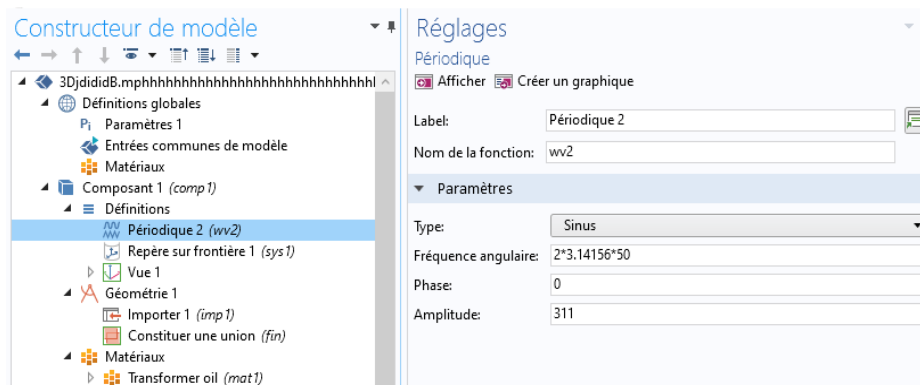 Constructeur de modèle
3DjdididB.mphhhhhhhhhhhhhhhhhhhhhhhhhhhhhhl
Définitions globales
Pi Paramètres 1
Entrées communes de modèle
Matériaux
Composant 1 (comp1)
Définitions
Périodique 2 (wv2)
Repère sur frontière 1 (sys1)
Vue 1
Géométrie 1
Importer 1 (imp1)
Constituer une union (fin)
Matériaux
Transformer oil (mat1)
Réglages
Périodique
Afficher Créer un graphique
Label: Périodique 2
Nom de la fonction: wv2
Paramètres
Type: Sinus
Fréquence angulaire: 2*3.14156*50
Phase: 0
Amplitude: 311